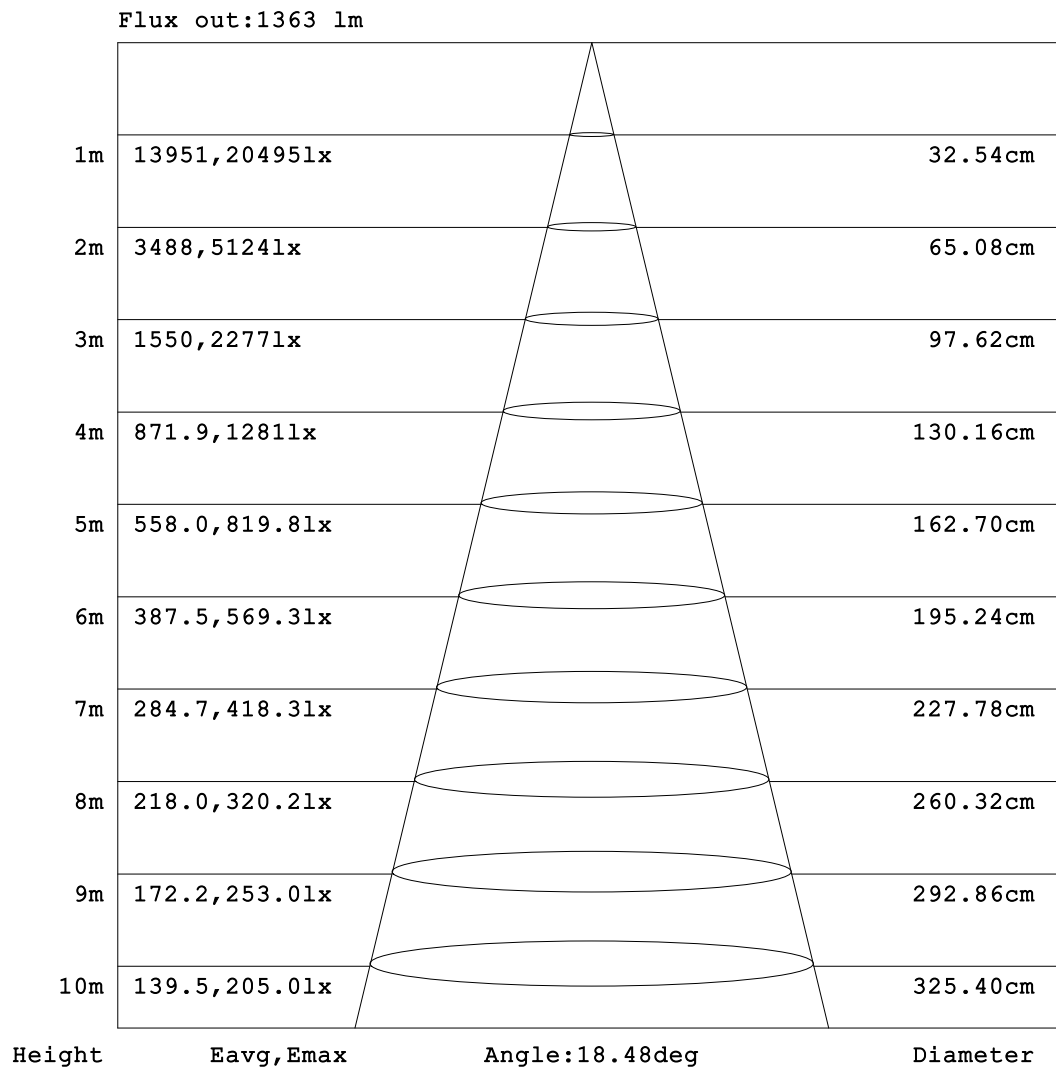 Flux out:1363 lm
1m 13951,20495lx 32.54cm
2m 3488,5124lx 65.08cm
3m 1550,2277lx 97.62cm
4m 871.9,1281lx 130.16cm
5m 558.0,819.8lx 162.70cm
6m 387.5,569.3lx 195.24cm
7m 284.7,418.3lx 227.78cm
8m 218.0,320.2lx 260.32cm
9m 172.2,253.0lx 292.86cm
10m 139.5,205.0lx 325.40cm
Height Eavg,Emax Angle:18.48deg Diameter